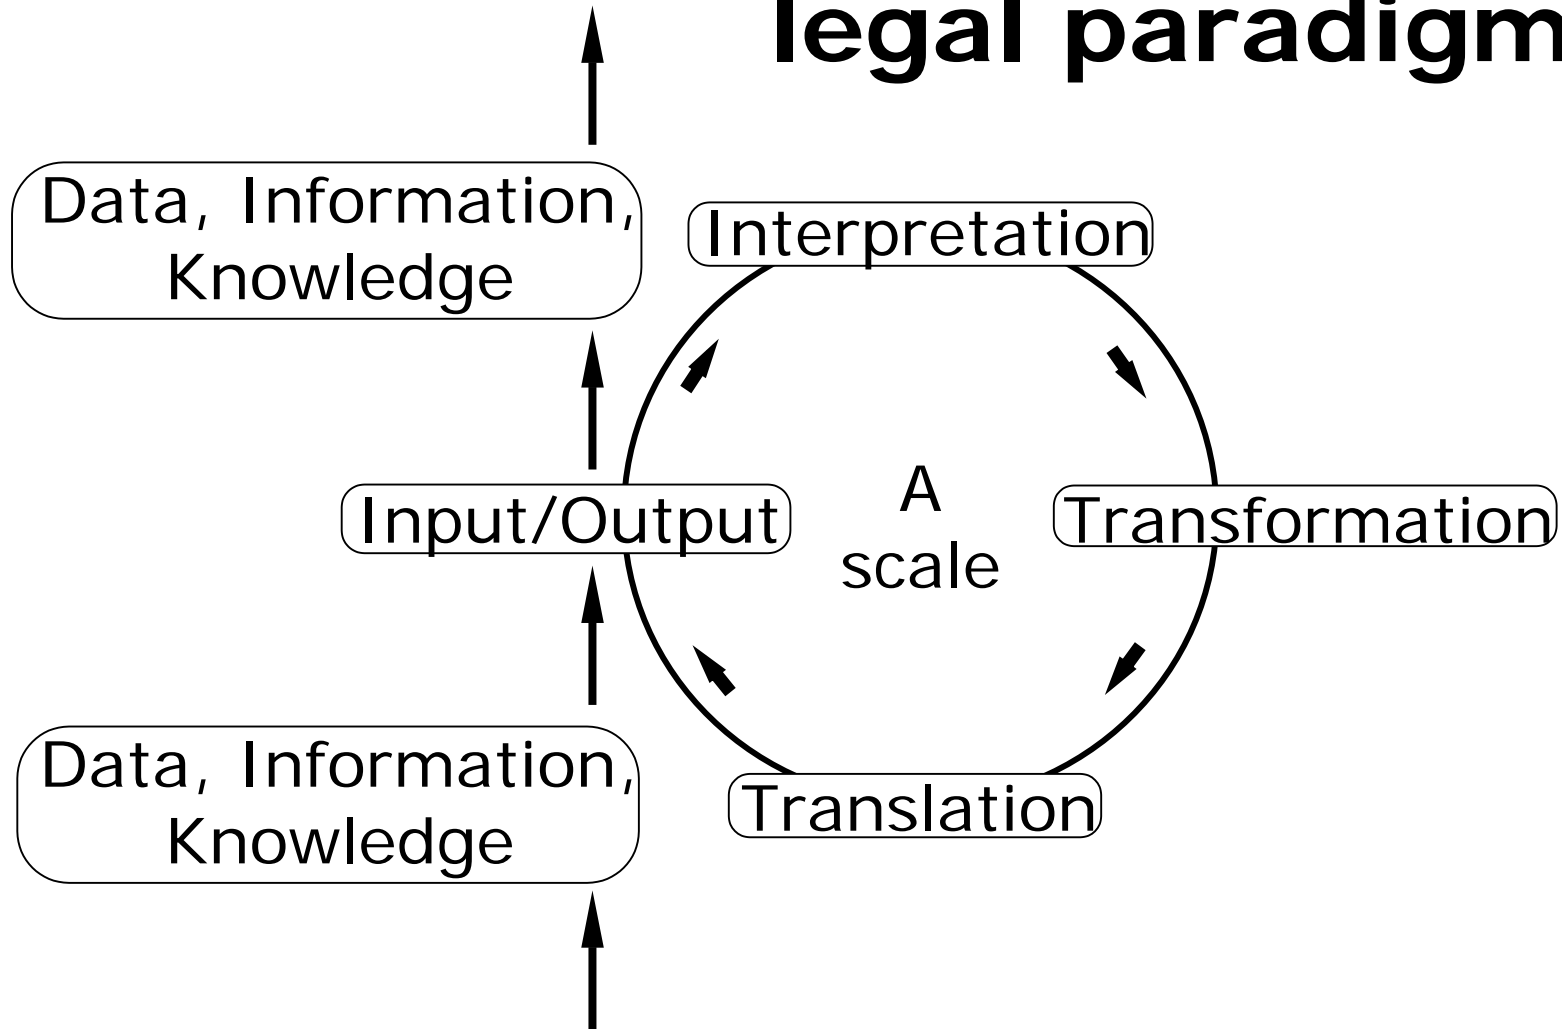 legal paradigm
Data, Information,
Knowledge
Interpretation
Input/Output
A
scale
Transformation
Data, Information,
Knowledge
Translation